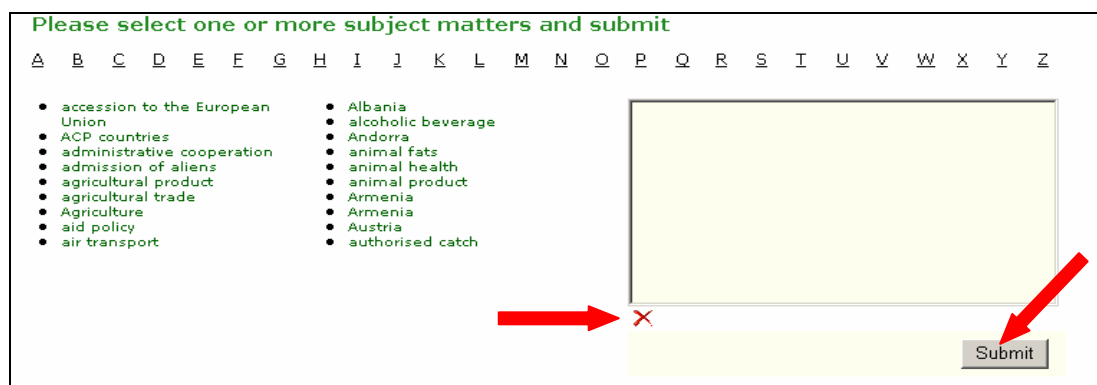 Please select one or more subject matters and submit
A B C D E F G H I J K L M N O P Q R S T U V W X Y Z
accession to the European
Union
ACP countries
administrative cooperation
admission of aliens
agricultural product
agricultural trade
Agriculture
aid policy
air transport
Albania
alcoholic beverage
Andorra
animal fats
animal health
animal product
Armenia
Armenia
Austria
authorised catch
Submit